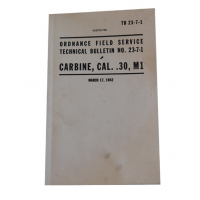 TB 23-7-1
ORDNANCE FIELD SERVICE
TECHNICAL BULLETIN NO. 23-7-1
CARBINE, CAL. .30, M1
MARCH 17, 1942